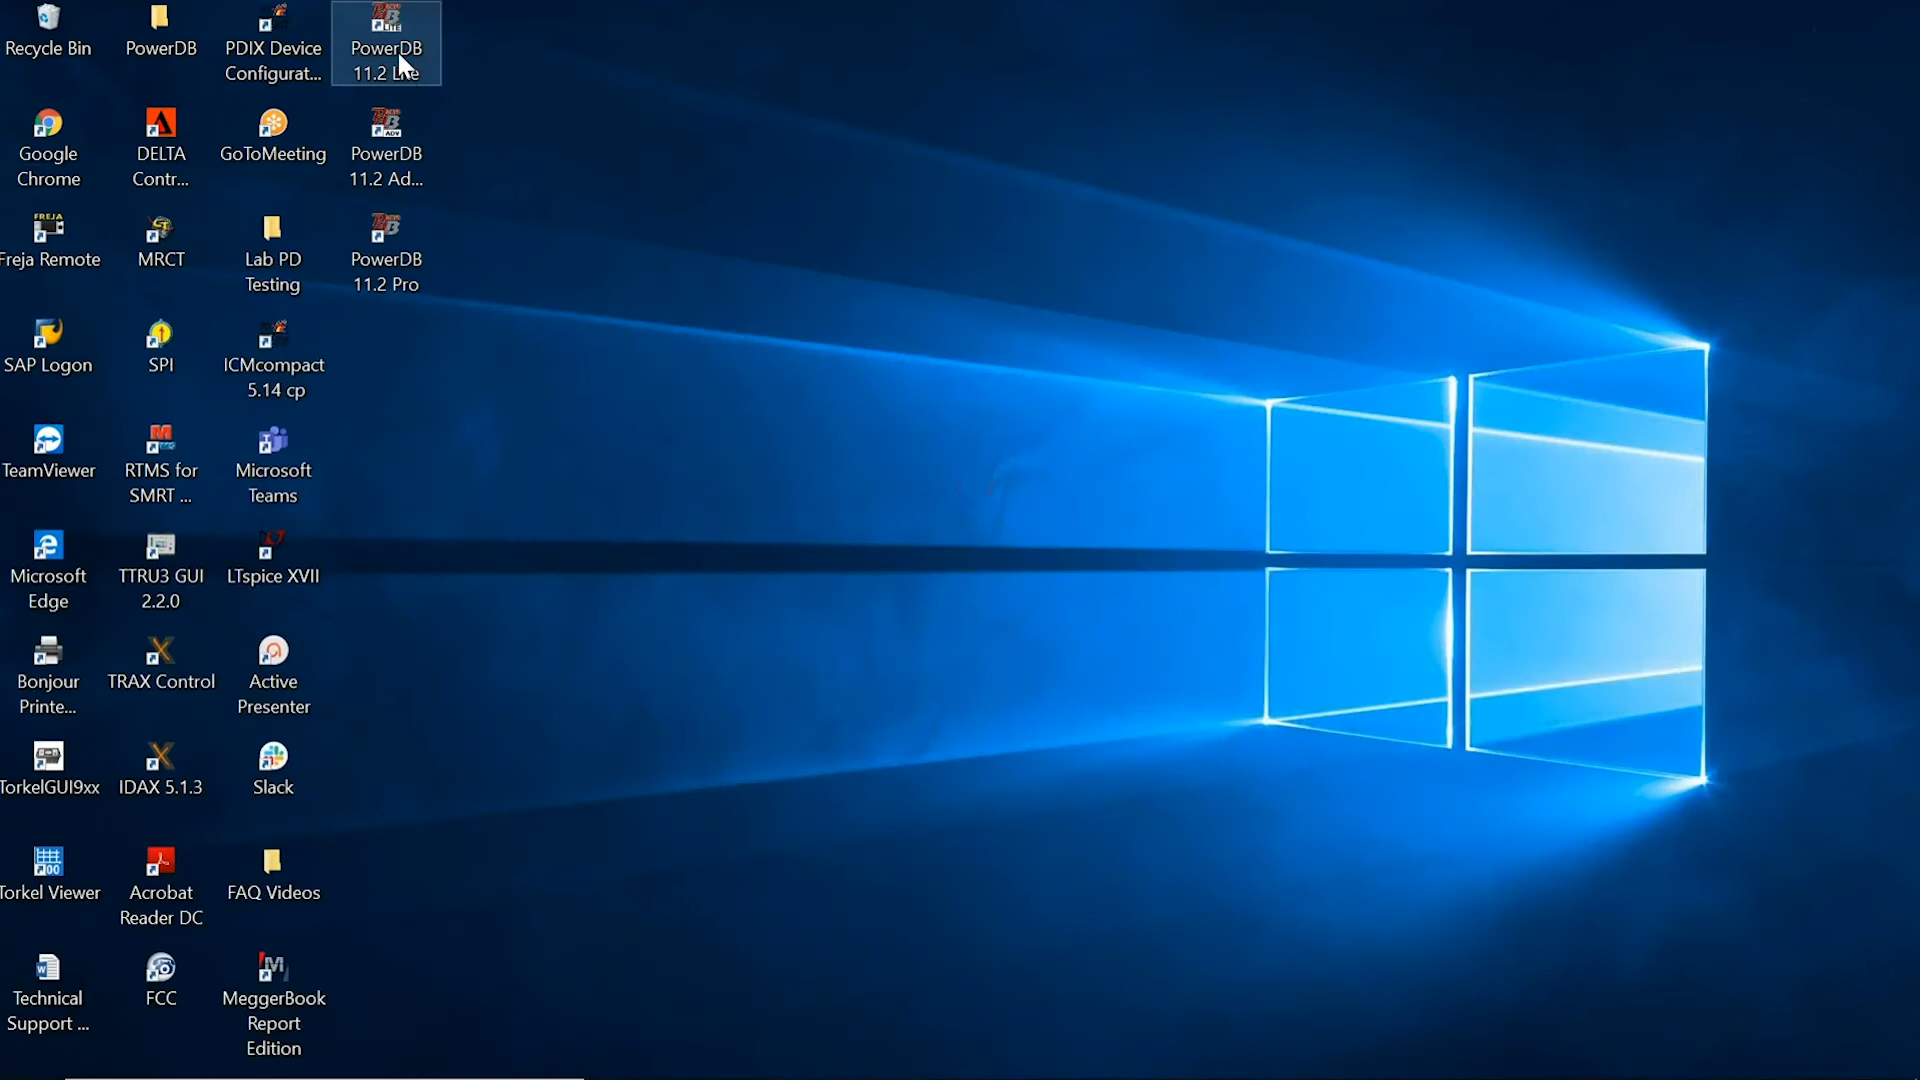 Recycle Bin
PowerDB
PDIX Device
Configurat...
LITE
PowerDB
11.2 Lite
Google
Chrome
DELTA
Contr...
GoToMeeting
ADV
PowerDB
11.2 Ad...
FREJA
Freja Remote
CT
MRCT
Lab PD
Testing
PowerDB
11.2 Pro
SAP Logon
SPI
ICMcompact
5.14 cp
TeamViewer
RTMS for
SMRT ...
Microsoft
Teams
Microsoft
Edge
TTRU3 GUI
2.2.0
LTspice XVII
Bonjour
Printe...
TRAX Control
Active
Presenter
TorkelGUI9xx
IDAX 5.1.3
Slack
Torkel Viewer
Acrobat
Reader DC
FAQ Videos
Technical
Support ...
FCC
MeggerBook
Report
Edition